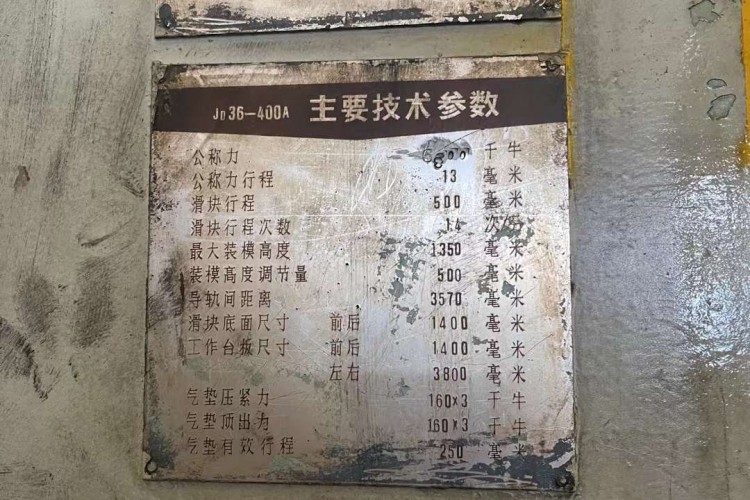 Jn36-400A 主要技术参数
公称力 千牛
公称力行程 13 毫米
滑块行程 500 毫米
滑块行程次数 14 次/分
最大装模高度 1350 毫米
装模高度调节量 500 毫米
导轨间距离 3570 毫米
滑块底面尺寸 前后 1400 毫米
工作台板尺寸 前后 1400 毫米
左右 3800 毫米
气垫压紧力 160×3 千牛
气垫顶出力 160×3 千牛
气垫有效行程 250 毫米